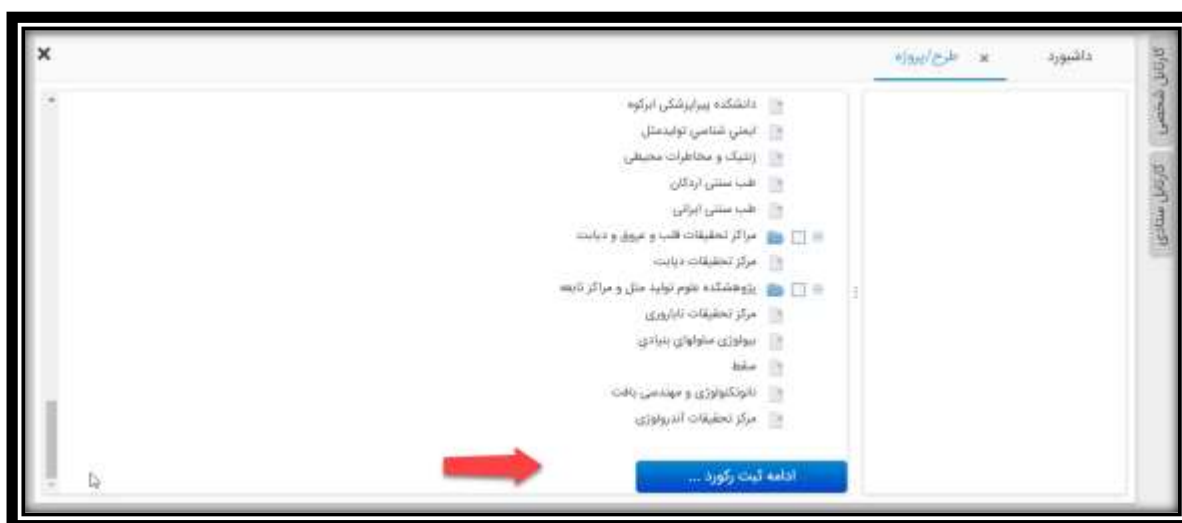 داشبورد
طرح/پروژه
کارتابل شخصی
کارتابل ستادی
دانشکده پیراپزشکی ابرکوه
ایمني شناسي تولیدمثل
ژنتیک و مخاطرات محیطی
طب سنتی اردکان
طب سنتی ایرانی
مراکز تحقیقات قلب و عروق و دیابت
مرکز تحقیقات دیابت
پژوهشکده علوم تولید مثل و مراکز تابعه
مرکز تحقیقات ناباروری
بیولوژی سلولهای بنیادی
سقط
نانوتکنولوژی و مهندسی بافت
مرکز تحقیقات آندرولوژی
ادامه ثبت رکورد ...